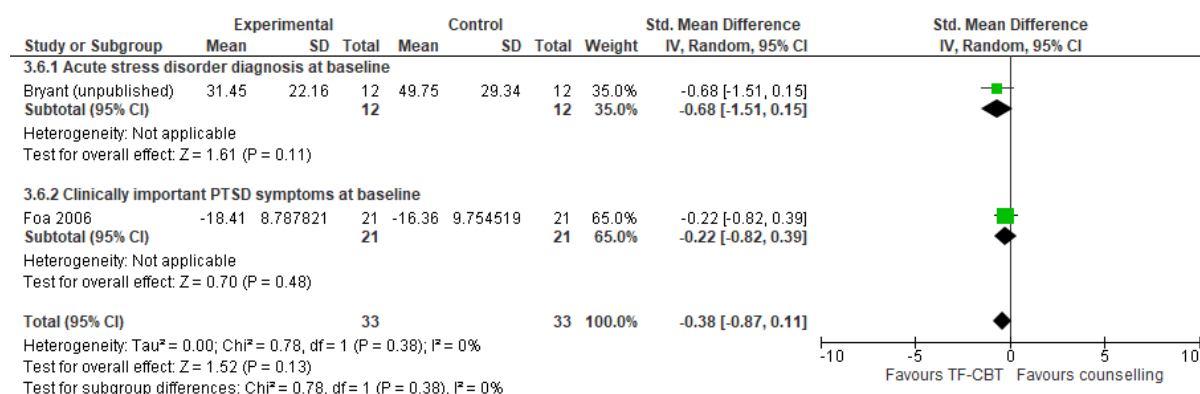 Experimental Control Std. Mean Difference Std. Mean Difference
Study or Subgroup Mean SD Total Mean SD Total Weight IV, Random, 95% CI IV, Random, 95% CI
3.6.1 Acute stress disorder diagnosis at baseline
Bryant (unpublished) 31.45 22.16 12 49.75 29.34 12 35.0% -0.68 [-1.51, 0.15]
Subtotal (95% CI) 12 12 35.0% -0.68 [-1.51, 0.15]
Heterogeneity: Not applicable
Test for overall effect: Z = 1.61 (P = 0.11)
3.6.2 Clinically important PTSD symptoms at baseline
Foa 2006 -18.41 8.787821 21 -16.36 9.754519 21 65.0% -0.22 [-0.82, 0.39]
Subtotal (95% CI) 21 21 65.0% -0.22 [-0.82, 0.39]
Heterogeneity: Not applicable
Test for overall effect: Z = 0.70 (P = 0.48)
Total (95% CI) 33 33 100.0% -0.38 [-0.87, 0.11]
Heterogeneity: Tau² = 0.00; Chi² = 0.78, df = 1 (P = 0.38); I² = 0%
Test for overall effect: Z = 1.52 (P = 0.13)
Test for subgroup differences: Chi² = 0.78, df = 1 (P = 0.38), I² = 0%
-10 -5 0 5 10
Favours TF-CBT Favours counselling